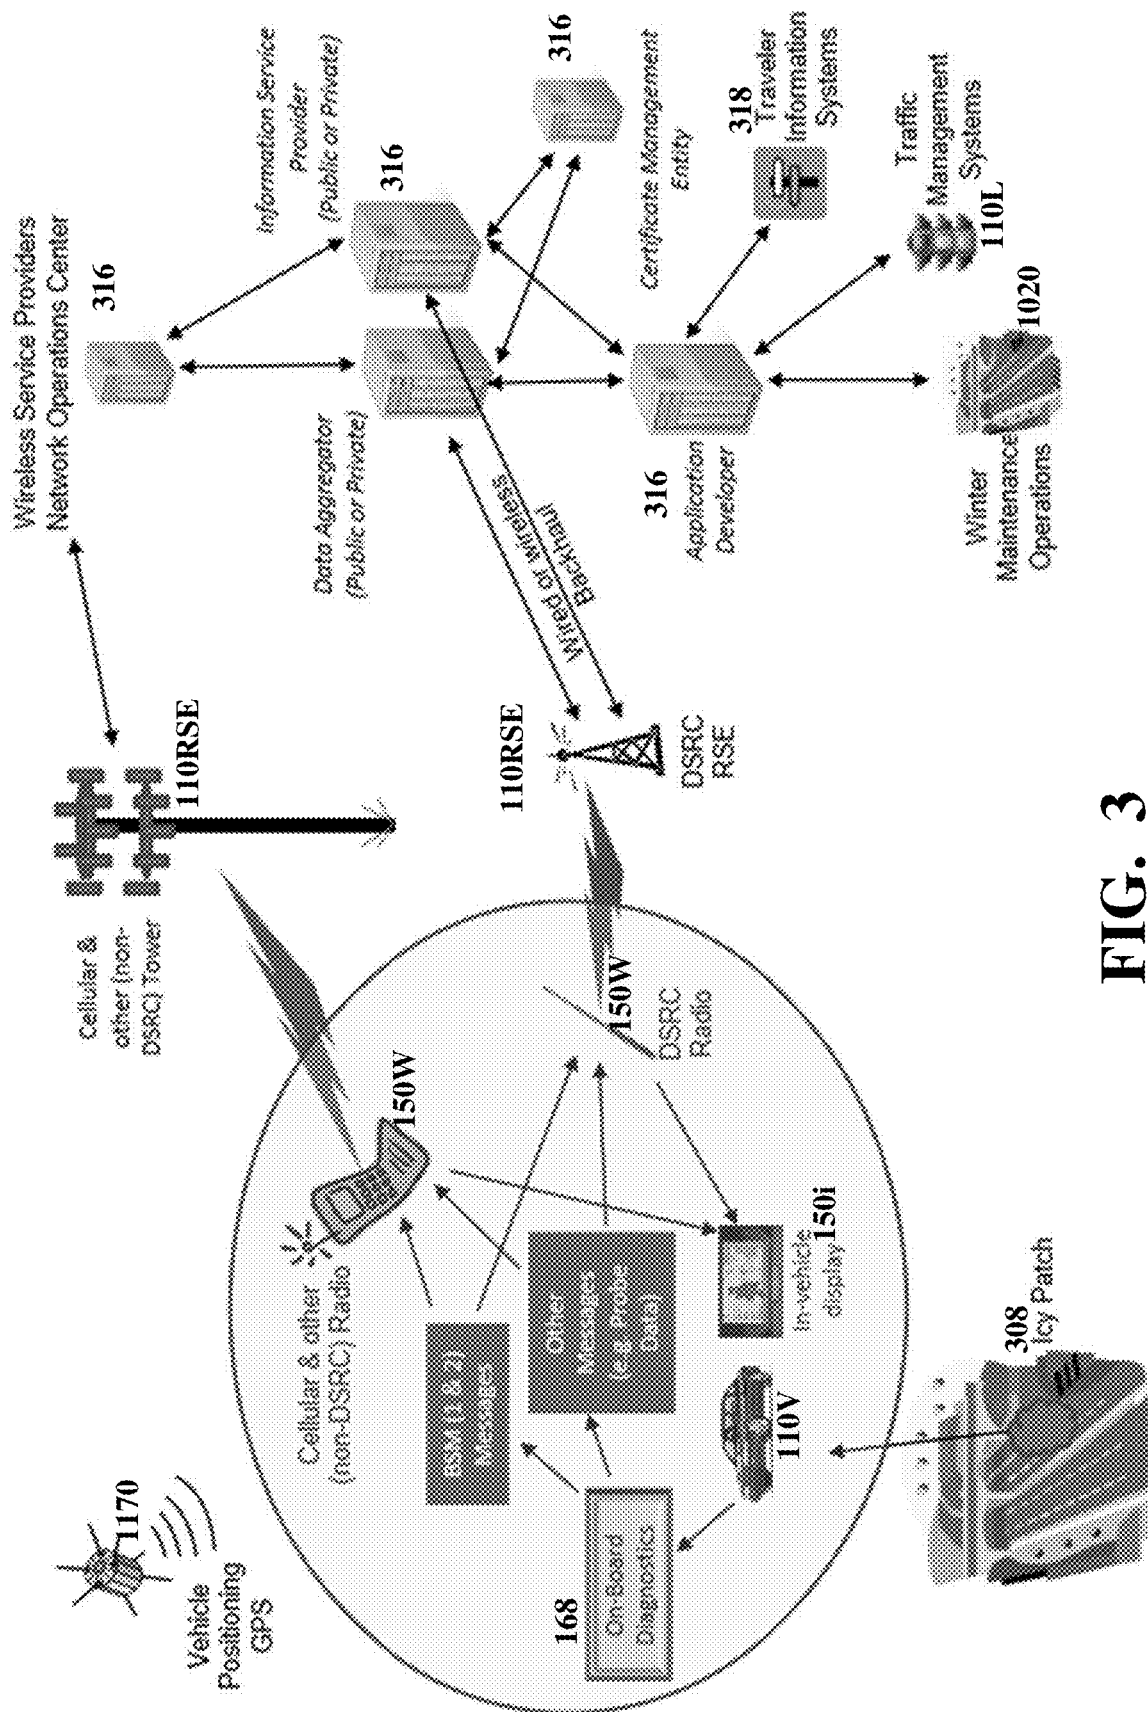 1170
Vehicle
Positioning
GPS
Cellular &
other (non-
DSRC) Tower
110RSE
Wireless Service Providers
Network Operations Center
316
Information Service
Provider
(Public or Private)
316
Data Aggregator
(Public or Private)
316
Certificate Management
Entity
Cellular & other
(non-DSRC) Radio
150W
BSM (1 & 2)
Messages
Other
Messages
(e.g. Probe
Data)
168
On-Board
Diagnostics
110V
In-vehicle
display
150i
150W
DSRC
Radio
110RSE
DSRC
RSE
Wired or wireless
Backhaul
316
Application
Developer
318
Traveler
Information
Systems
Traffic
Management
Systems
110L
Winter
Maintenance
Operations
1020
308
Icy Patch
FIG. 3